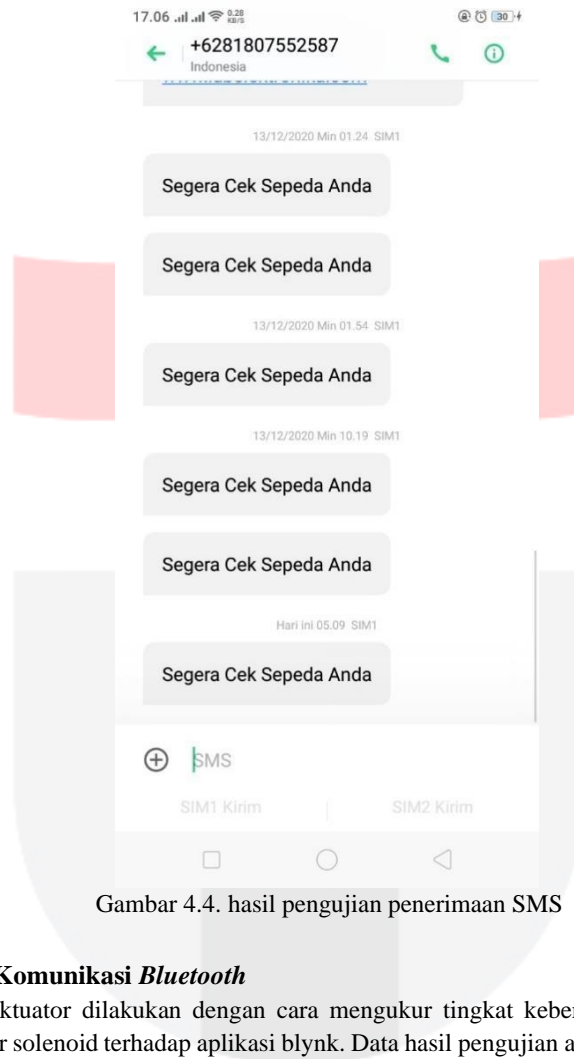 17.06 0.28 KB/S 30
+6281807552587
Indonesia
13/12/2020 Min 01.24 SIM1
Segera Cek Sepeda Anda
Segera Cek Sepeda Anda
13/12/2020 Min 01.54 SIM1
Segera Cek Sepeda Anda
13/12/2020 Min 10.19 SIM1
Segera Cek Sepeda Anda
Segera Cek Sepeda Anda
Hari ini 05.09 SIM1
Segera Cek Sepeda Anda
SMS
SIM1 Kirim SIM2 Kirim
Gambar 4.4. hasil pengujian penerimaan SMS
Komunikasi Bluetooth
ktuator dilakukan dengan cara mengukur tingkat keber
r solenoid terhadap aplikasi blynk. Data hasil pengujian a